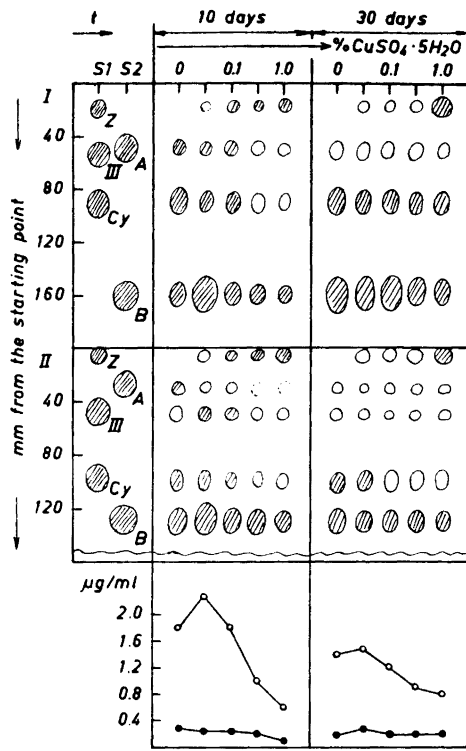 t 10 days 30 days
%CuSO₄·5H₂O
S1 S2 0 0.1 1.0 0 0.1 1.0
I
Z
40
III A
80
Cy
120
160
B
mm from the starting point
II Z
A
40
III
80
Cy
120
B
µg/ml
2.0
1.6
1.2
0.8
0.4